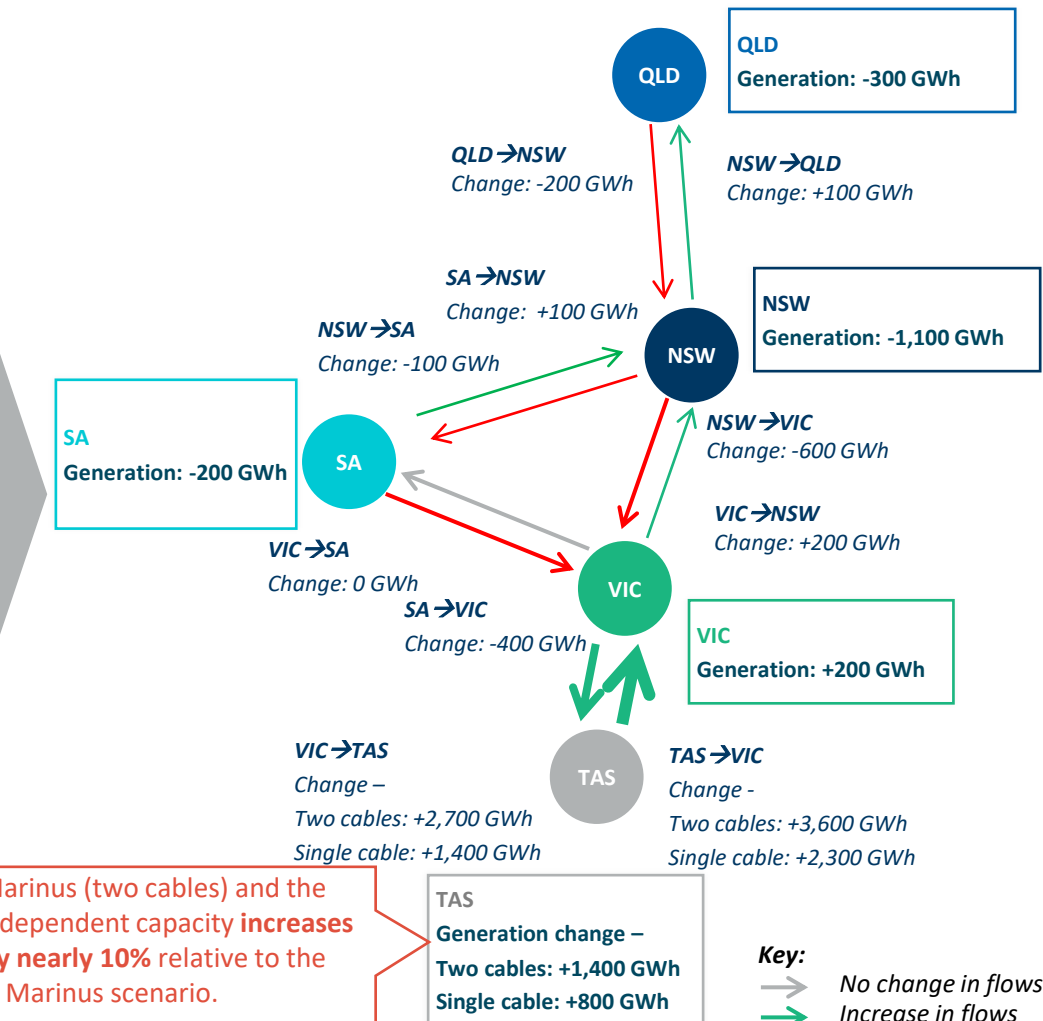 QLD
QLD
Generation: -300 GWh
QLD→NSW
Change: -200 GWh
NSW→QLD
Change: +100 GWh
SA→NSW
Change: +100 GWh
NSW
Generation: -1,100 GWh
NSW→SA
Change: -100 GWh
NSW
SA
Generation: -200 GWh
SA
NSW→VIC
Change: -600 GWh
VIC→NSW
Change: +200 GWh
VIC→SA
Change: 0 GWh
VIC
SA→VIC
Change: -400 GWh
VIC
Generation: +200 GWh
VIC→TAS
Change –
Two cables: +2,700 GWh
Single cable: +1,400 GWh
TAS
TAS→VIC
Change -
Two cables: +3,600 GWh
Single cable: +2,300 GWh
Marinus (two cables) and the
dependent capacity increases
nearly 10% relative to the
Marinus scenario.
TAS
Generation change –
Two cables: +1,400 GWh
Single cable: +800 GWh
Key:
No change in flows
Increase in flows